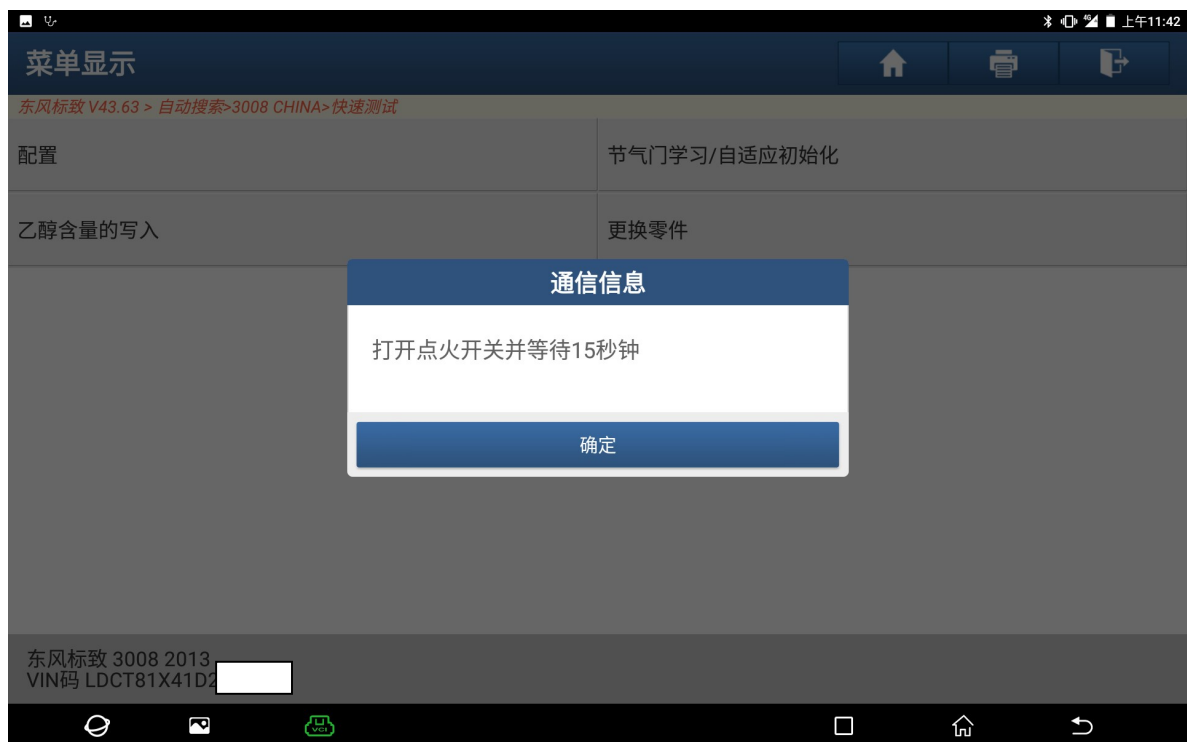 上午11:42
菜单显示
东风标致 V43.63 > 自动搜索>3008 CHINA>快速测试
配置
节气门学习/自适应初始化
乙醇含量的写入
更换零件
通信信息
打开点火开关并等待15秒钟
确定
东风标致 3008 2013
VIN码 LDCT81X41D2
VCI